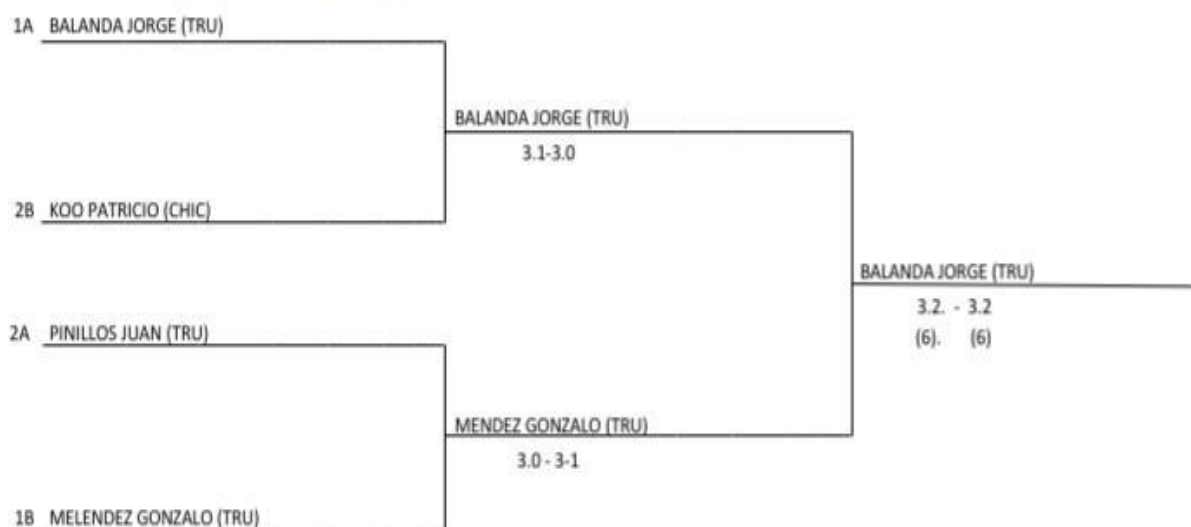 1A BALANDA JORGE (TRU)
BALANDA JORGE (TRU)
3.1-3.0
2B KOO PATRICIO (CHIC)
BALANDA JORGE (TRU)
3.2. - 3.2
(6). (6)
2A PINILLOS JUAN (TRU)
MENDEZ GONZALO (TRU)
3.0 - 3-1
1B MELENDEZ GONZALO (TRU)